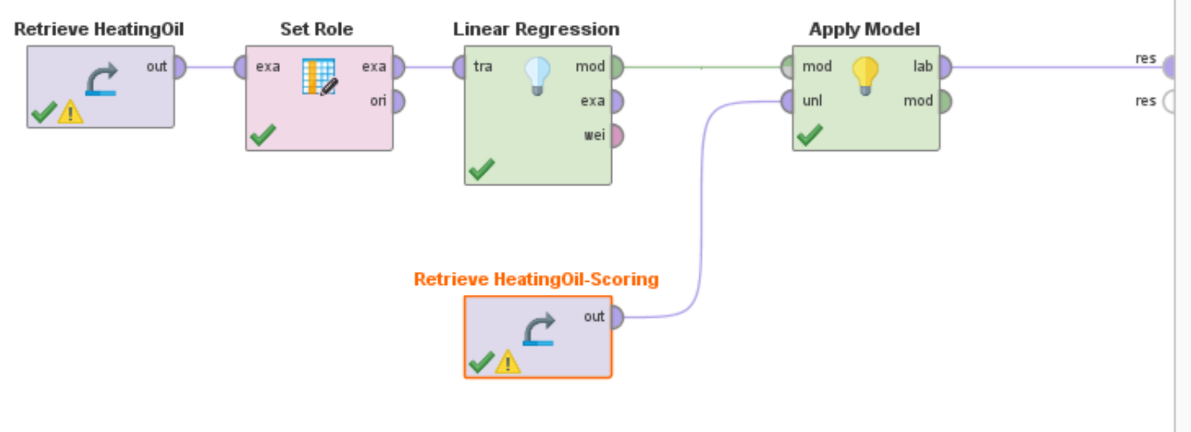 Retrieve HeatingOil
Set Role
Linear Regression
Apply Model
out
exa
exa
ori
tra
mod
exa
wei
mod
unl
lab
mod
res
res
Retrieve HeatingOil-Scoring
out